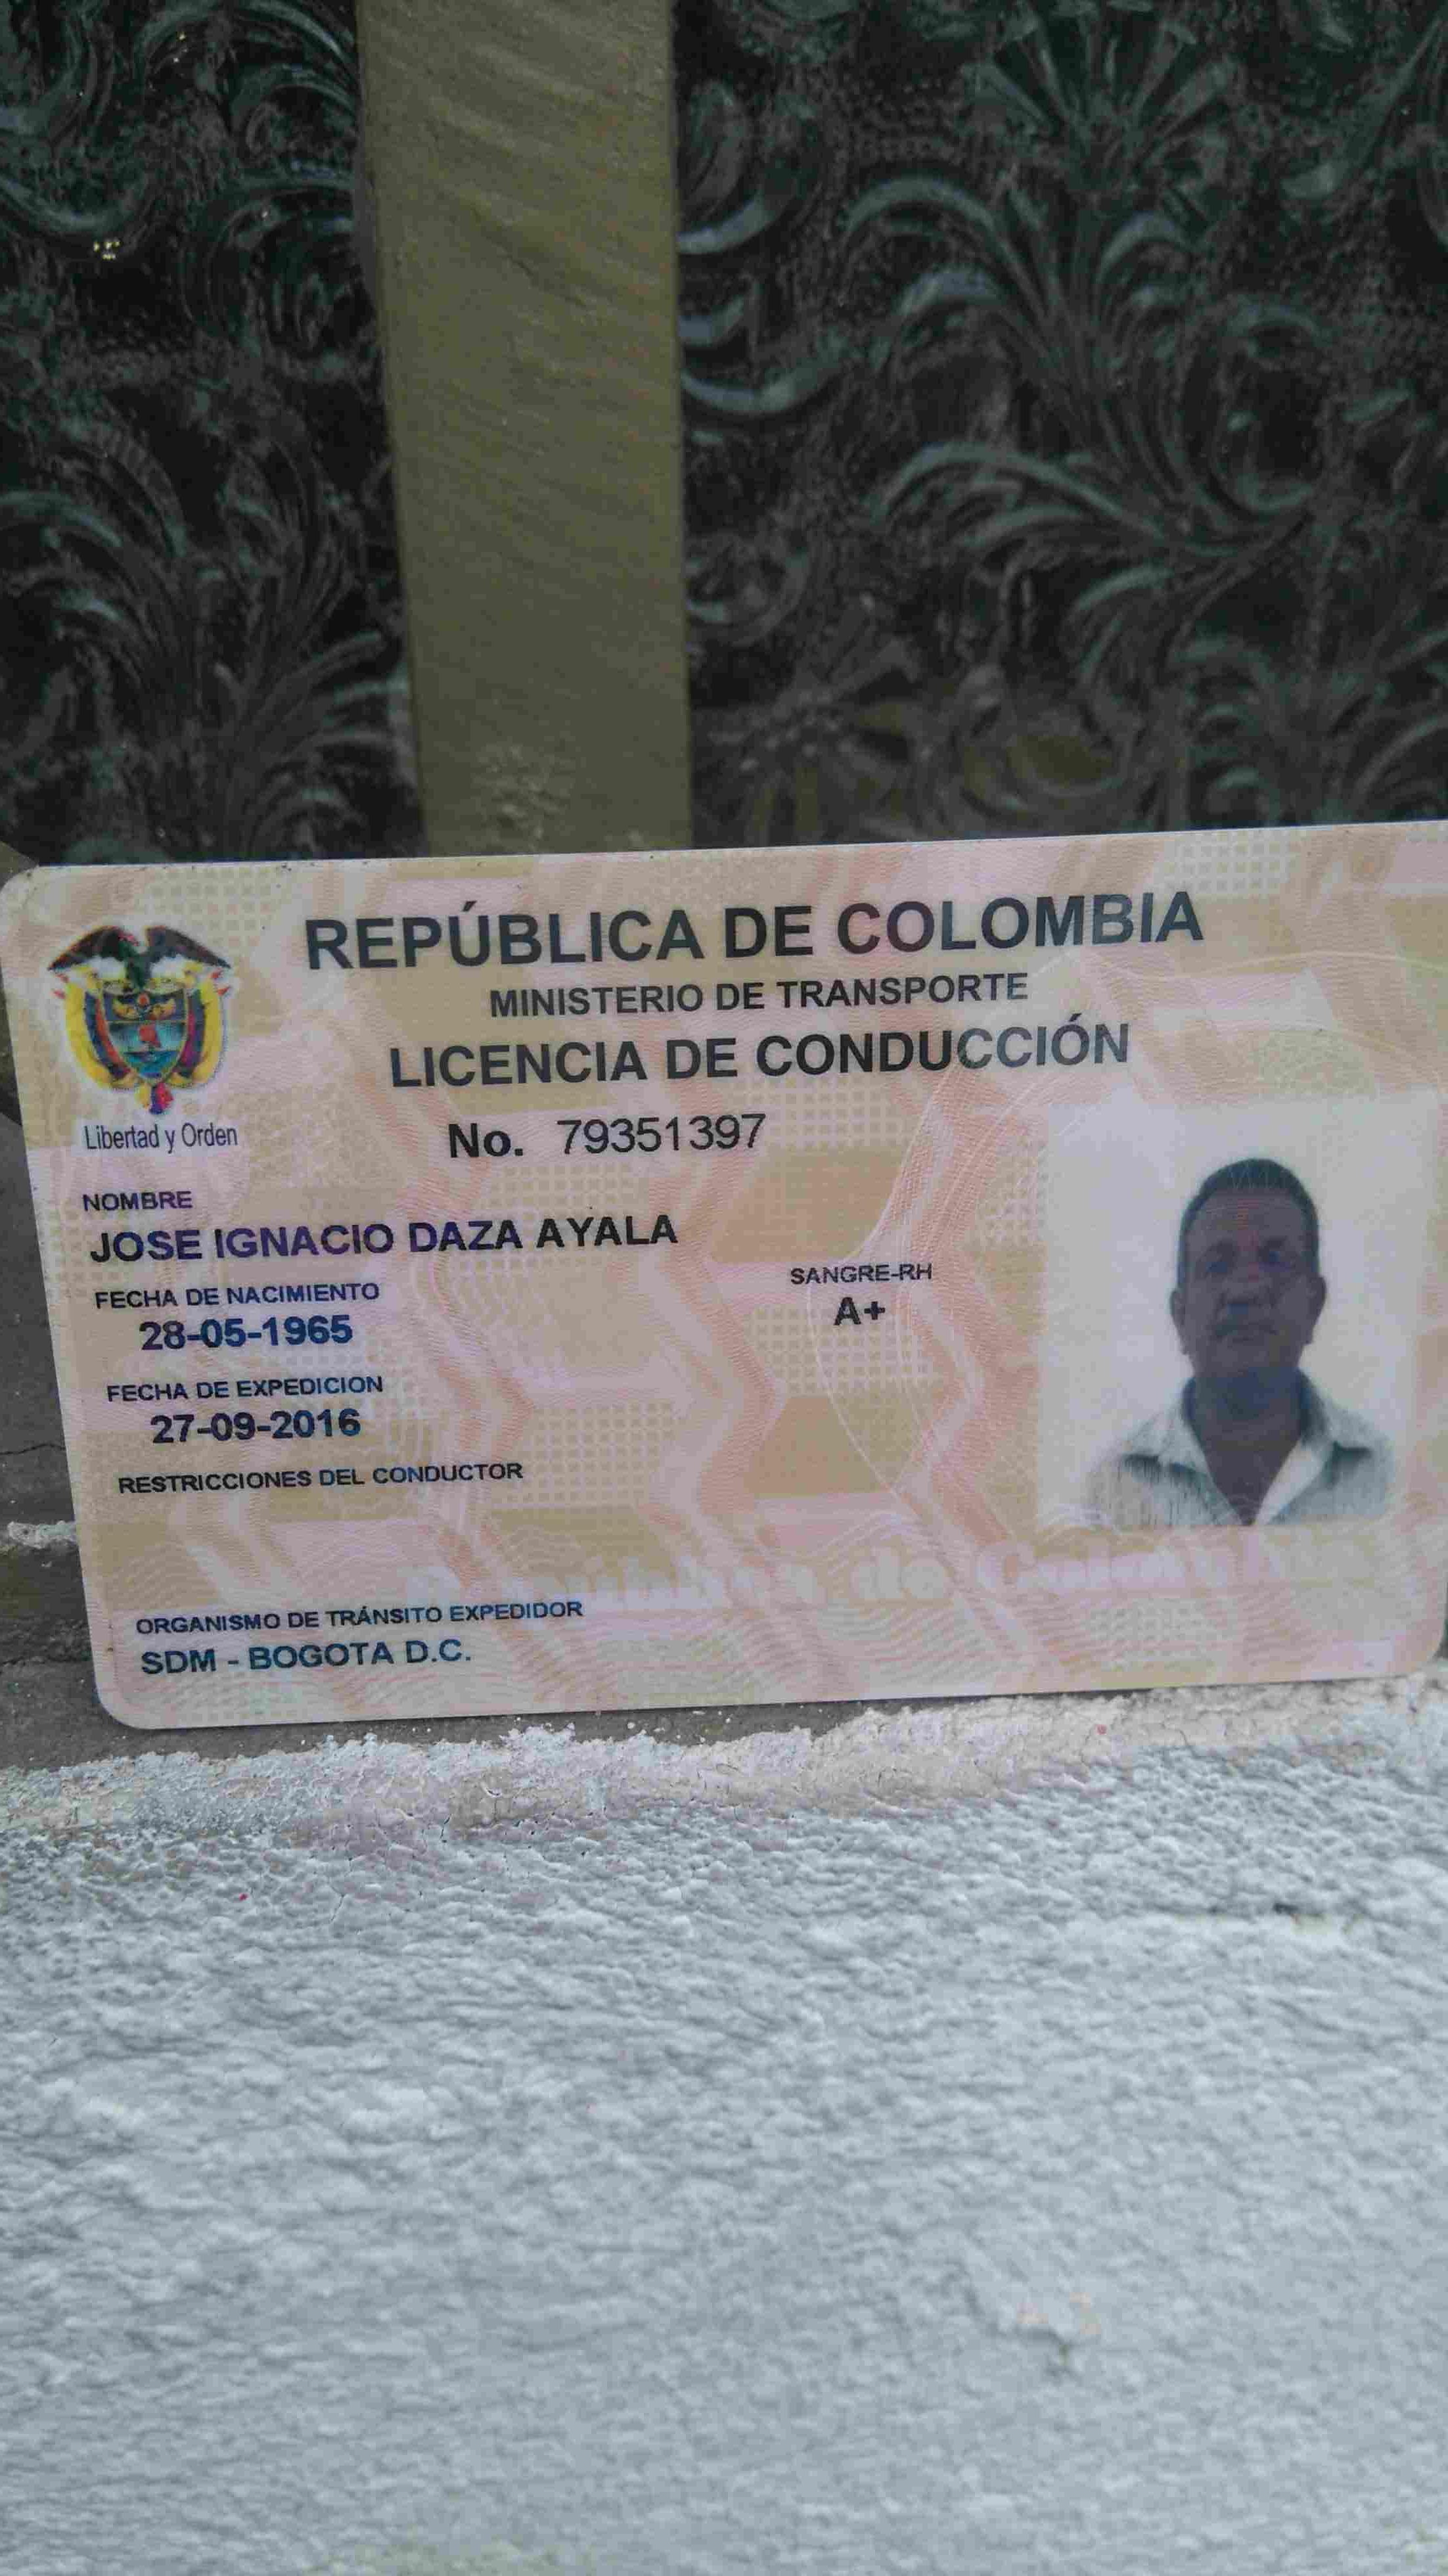 REPÚBLICA DE COLOMBIA
MINISTERIO DE TRANSPORTE
LICENCIA DE CONDUCCIÓN
Libertad y Orden
No. 79351397
NOMBRE
JOSE IGNACIO DAZA AYALA
FECHA DE NACIMIENTO
28-05-1965
SANGRE-RH
A+
FECHA DE EXPEDICION
27-09-2016
RESTRICCIONES DEL CONDUCTOR
República de Colombia
ORGANISMO DE TRÁNSITO EXPEDIDOR
SDM - BOGOTA D.C.